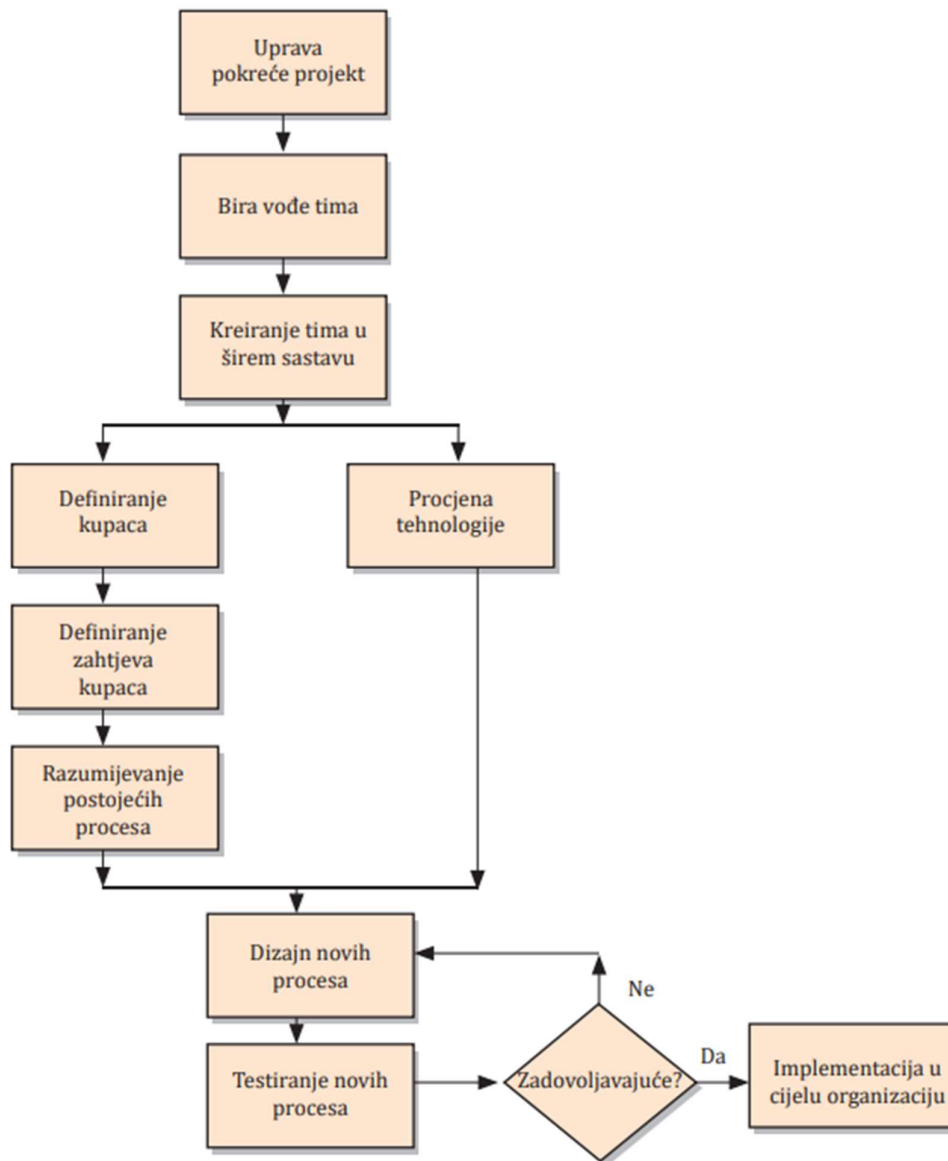 Uprava
pokreće projekt
Bira vođe tima
Kreiranje tima u
širem sastavu
Definiranje
kupaca
Procjena
tehnologije
Definiranje
zahtjeva
kupaca
Razumijevanje
postojećih
procesa
Dizajn novih
procesa
Ne
Testiranje novih
procesa
Zadovoljavajuće?
Da
Implementacija u
cijelu organizaciju